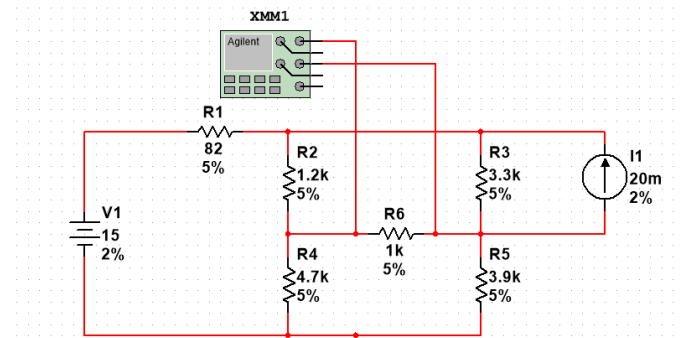 XMM1
Agilent
R1
82
5%
R2
1.2k
5%
R3
3.3k
5%
I1
20m
2%
V1
15
2%
R6
1k
5%
R4
4.7k
5%
R5
3.9k
5%